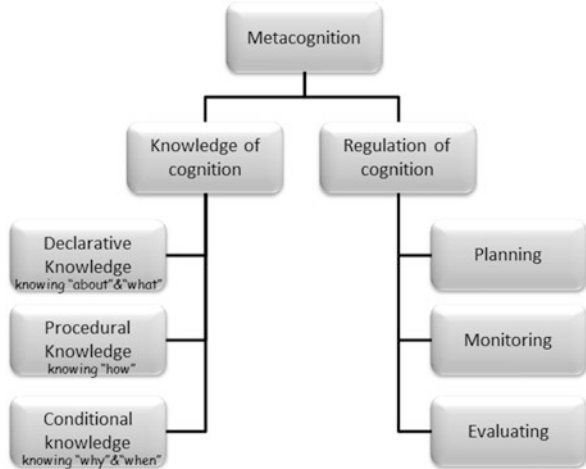 Metacognition
Knowledge of
cognition
Regulation of
cognition
Declarative
Knowledge
knowing "about"&"what"
Procedural
Knowledge
knowing "how"
Conditional
knowledge
knowing "why"&"when"
Planning
Monitoring
Evaluating